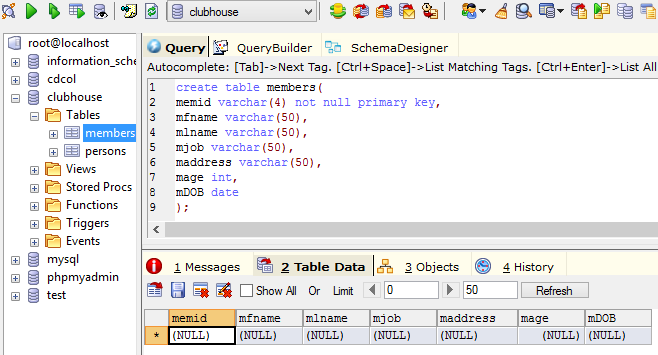 clubhouse
root@localhost
information_sche
cdcol
clubhouse
Tables
members
persons
Views
Stored Procs
Functions
Triggers
Events
mysql
phpmyadmin
test
Query QueryBuilder SchemaDesigner
Autocomplete: [Tab]->Next Tag. [Ctrl+Space]->List Matching Tags. [Ctrl+Enter]->List All
1 create table members(
2 memid varchar(4) not null primary key,
3 mfname varchar(50),
4 mlname varchar(50),
5 mjob varchar(50),
6 maddress varchar(50),
7 mage int,
8 mDOB date
9 );
1 Messages 2 Table Data 3 Objects 4 History
Show All Or Limit 0 50 Refresh
memid mfname mlname mjob maddress mage mDOB
* (NULL) (NULL) (NULL) (NULL) (NULL) (NULL) (NULL)